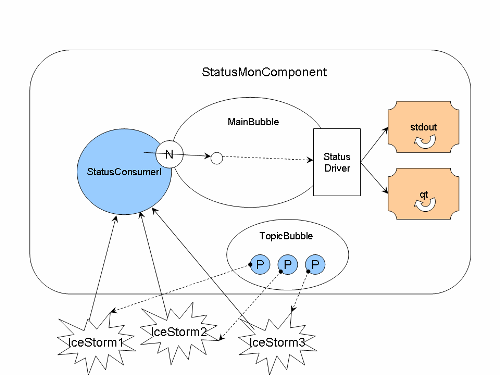 StatusMonComponent
MainBubble
stdout
N
StatusConsumerI
Status
Driver
qt
TopicBubble
P P P
IceStorm1
IceStorm2
IceStorm3